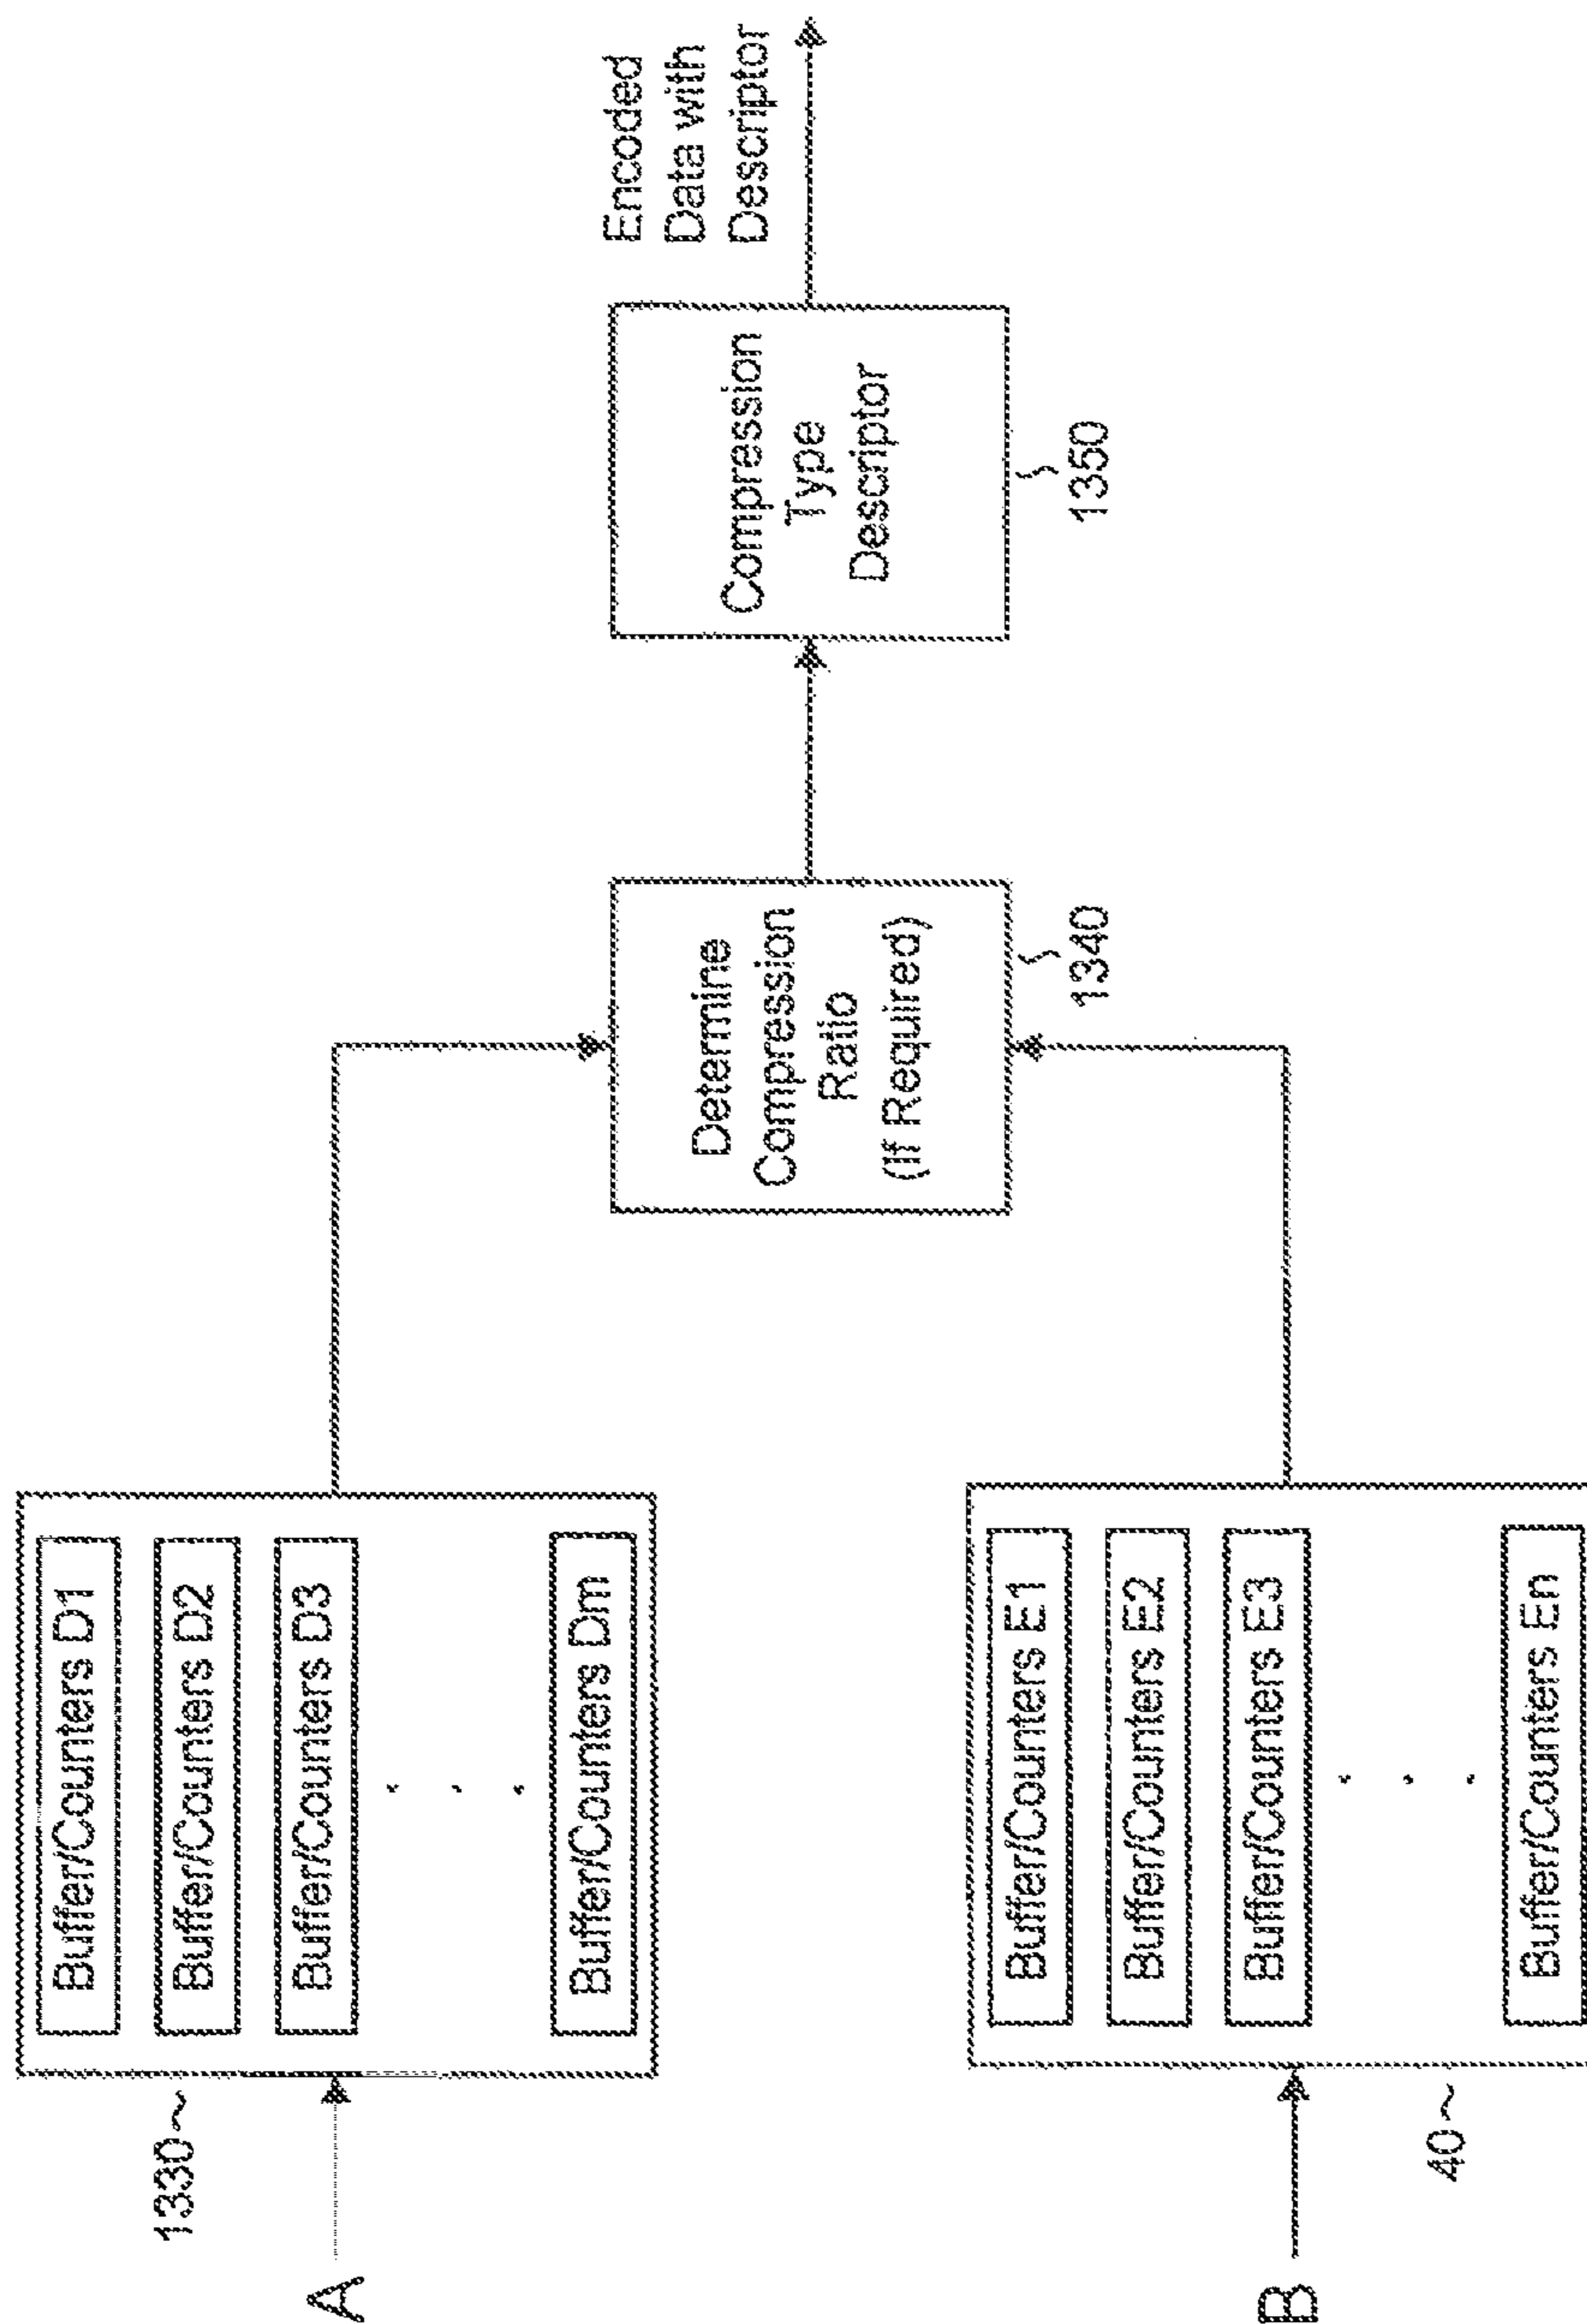 1330
A
Buffer/Counters D1
Buffer/Counters D2
Buffer/Counters D3
Buffer/Counters Dm
B
40
Buffer/Counters E1
Buffer/Counters E2
Buffer/Counters E3
Buffer/Counters En
Determine
Compression
Ratio
(If Required)
1340
Compression
Type
Descriptor
1350
Encoded
Data with
Descriptor